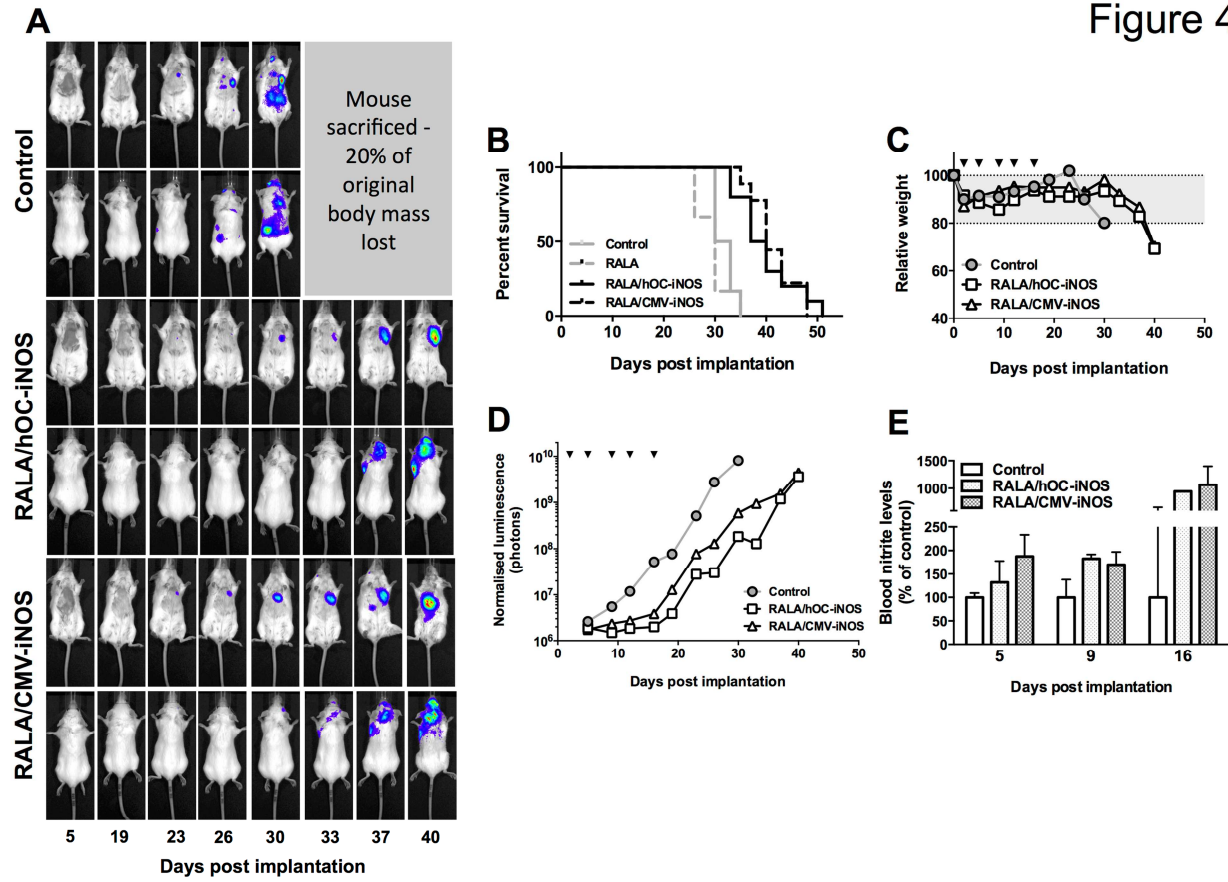 Figure 4
A
Control
RALA/hOC-iNOS
RALA/CMV-iNOS
Mouse
sacrificed -
20% of
original
body mass
lost
5 19 23 26 30 33 37 40
Days post implantation
B
Percent survival
100
50
0
Control
RALA
RALA/hOC-iNOS
RALA/CMV-iNOS
0 10 20 30 40 50
Days post implantation
C
Relative weight
100
80
60
40
Control
RALA/hOC-iNOS
RALA/CMV-iNOS
0 10 20 30 40 50
Days post implantation
D
Normalised luminescence
(photons)
10^10
10^9
10^8
10^7
10^6
Control
RALA/hOC-iNOS
RALA/CMV-iNOS
0 10 20 30 40 50
Days post implantation
E
Blood nitrite levels
(% of control)
1500
1000
250
200
150
100
50
0
Control
RALA/hOC-iNOS
RALA/CMV-iNOS
5 9 16
Days post implantation